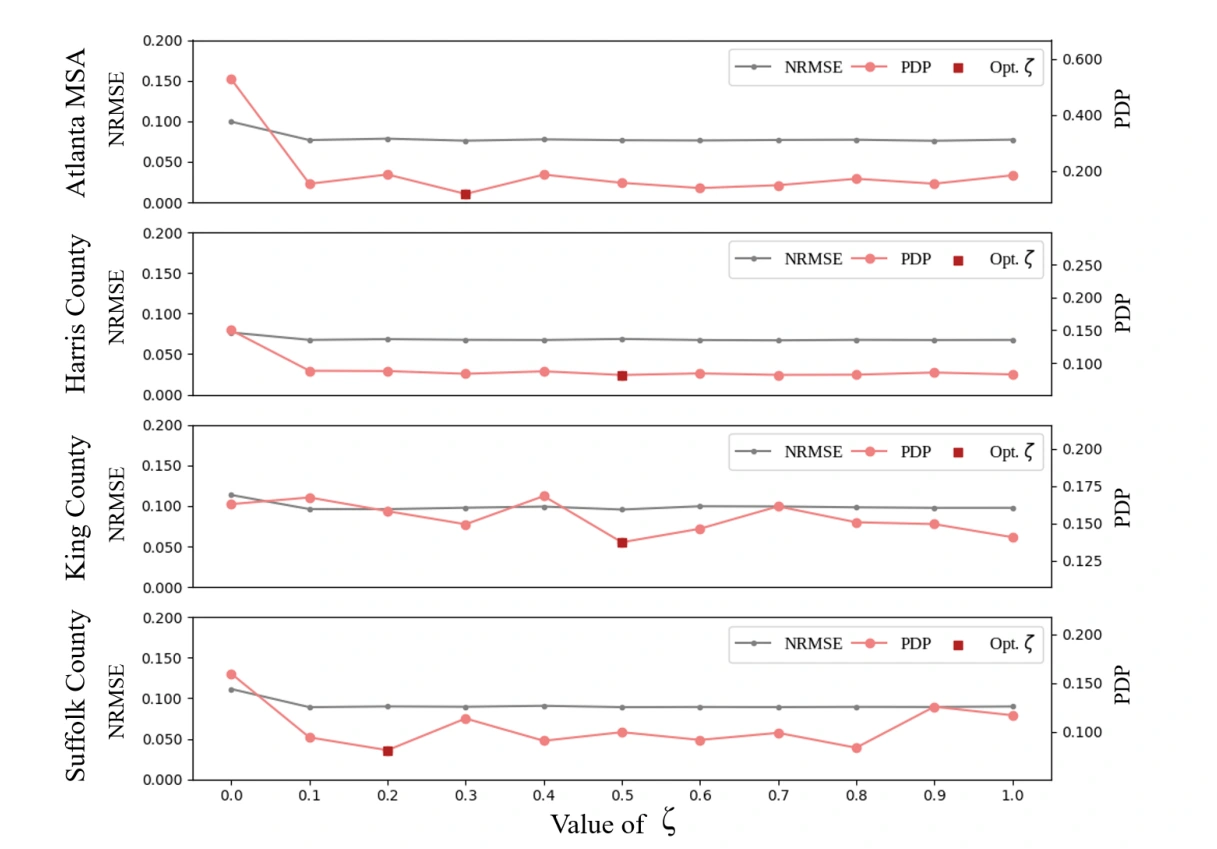 Atlanta MSA
NRMSE
0.200
0.150
0.100
0.050
0.000
NRMSE PDP Opt. ζ
0.600
0.400
0.200
PDP
Harris County
NRMSE
0.200
0.150
0.100
0.050
0.000
NRMSE PDP Opt. ζ
0.250
0.200
0.150
0.100
PDP
King County
NRMSE
0.200
0.150
0.100
0.050
0.000
NRMSE PDP Opt. ζ
0.200
0.175
0.150
0.125
PDP
Suffolk County
NRMSE
0.200
0.150
0.100
0.050
0.000
NRMSE PDP Opt. ζ
0.200
0.150
0.100
PDP
0.0 0.1 0.2 0.3 0.4 0.5 0.6 0.7 0.8 0.9 1.0
Value of ζ